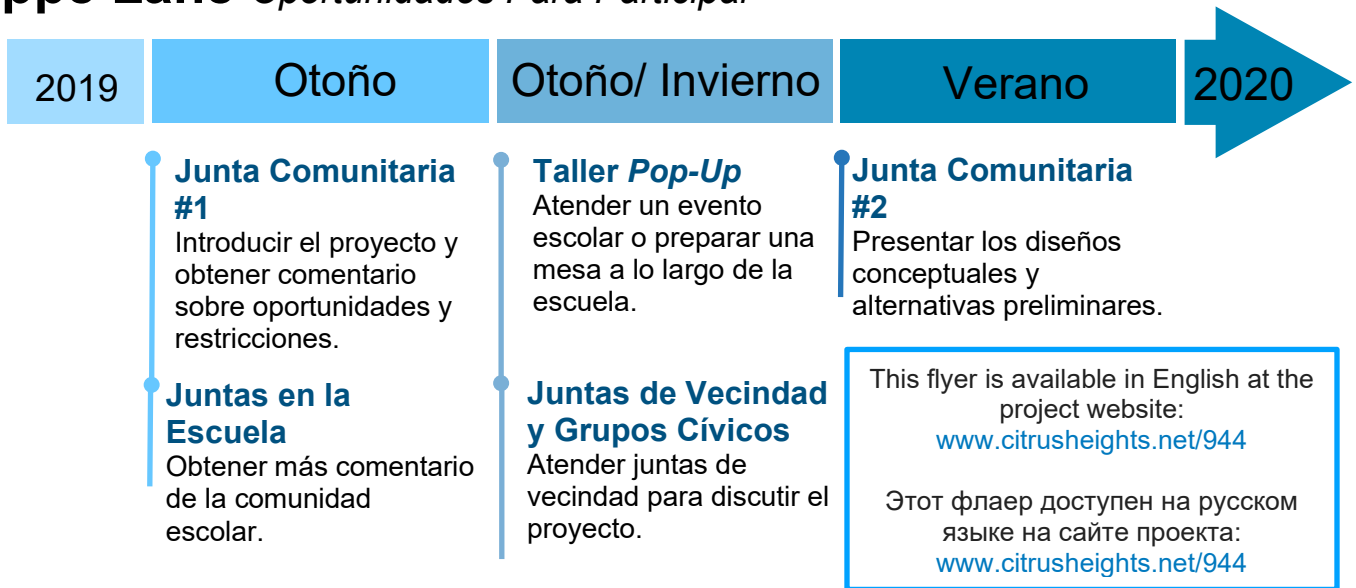 Oportunidades Para Participar
2019
Otoño
Otoño/ Invierno
Verano
2020
Junta Comunitaria
#1
Introducir el proyecto y
obtener comentario
sobre oportunidades y
restricciones.
Juntas en la
Escuela
Obtener más comentario
de la comunidad
escolar.
Taller Pop-Up
Atender un evento
escolar o preparar una
mesa a lo largo de la
escuela.
Juntas de Vecindad
y Grupos Cívicos
Atender juntas de
vecindad para discutir el
proyecto.
Junta Comunitaria
#2
Presentar los diseños
conceptuales y
alternativas preliminares.
This flyer is available in English at the
project website:
www.citrusheights.net/944
Этот флаер доступен на русском
языке на сайте проекта:
www.citrusheights.net/944